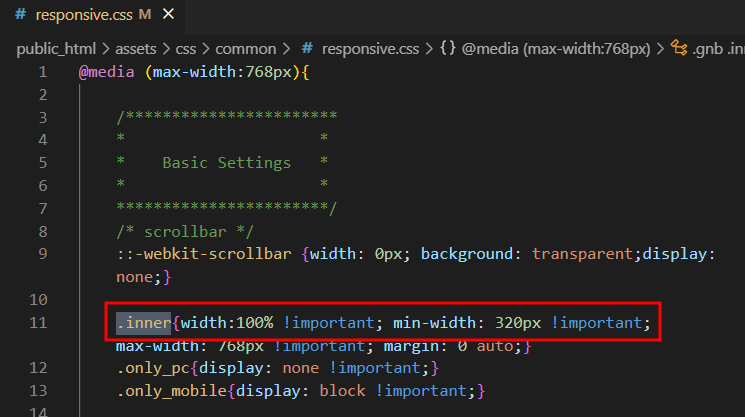 # responsive.css M ×
public_html > assets > css > common > # responsive.css > {} @media (max-width:768px) > .gnb .in
1 @media (max-width:768px){
2
3 /***********************
4 * *
5 * Basic Settings *
6 * *
7 ***********************/
8 /* scrollbar */
9 ::-webkit-scrollbar {width: 0px; background: transparent;display:
none;}
10
11 .inner{width:100% !important; min-width: 320px !important;
max-width: 768px !important; margin: 0 auto;}
12 .only_pc{display: none !important;}
13 .only_mobile{display: block !important;}
14